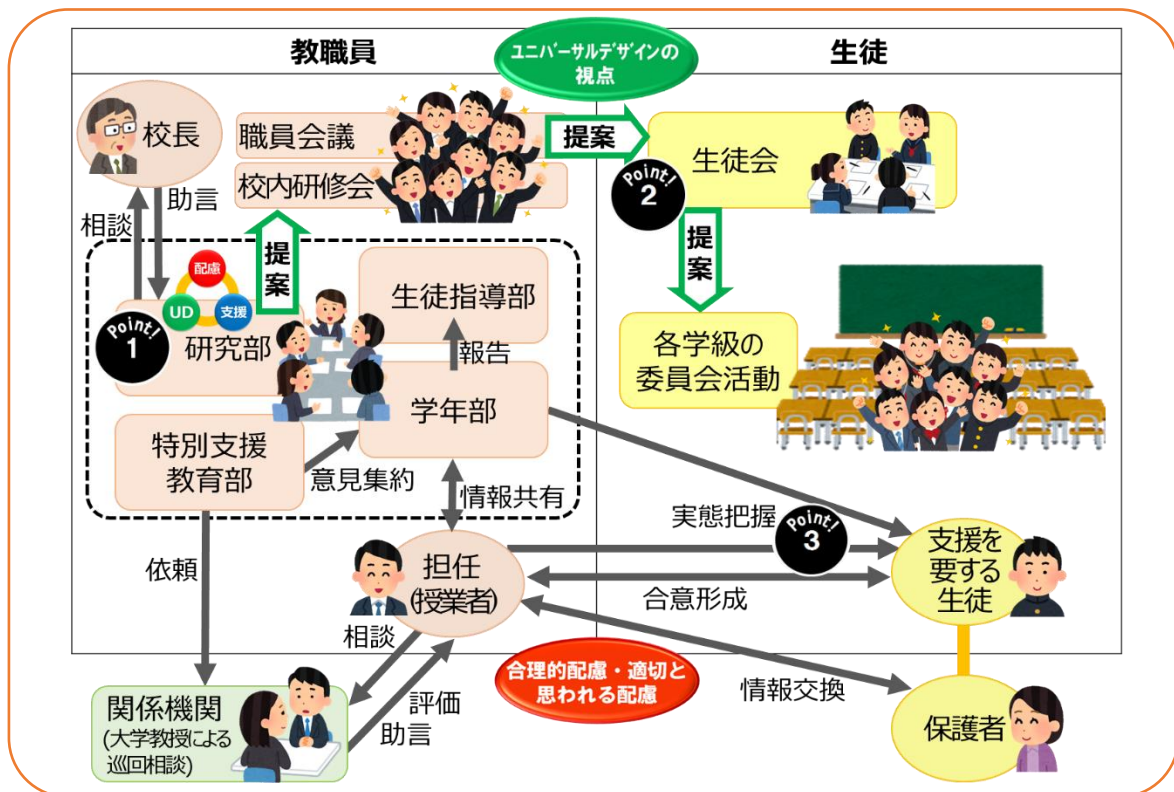 教職員
ユニバーサルデザインの
視点
生徒
校長
職員会議
校内研修会
提案
生徒会
Point!
2
助言
相談
提案
提案
配慮
UD
支援
Point!
1
研究部
生徒指導部
報告
学年部
各学級の
委員会活動
特別支援
教育部
意見集約
情報共有
実態把握
Point!
3
依頼
担任
(授業者)
合意形成
支援を
要する
生徒
相談
合理的配慮・適切と
思われる配慮
情報交換
評価
助言
関係機関
(大学教授による
巡回相談)
保護者